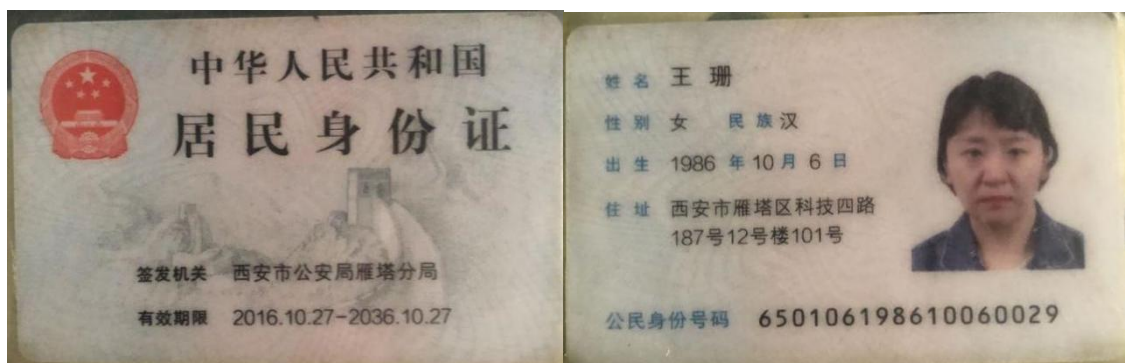 中华人民共和国
居民身份证
签发机关 西安市公安局雁塔分局
有效期限 2016.10.27-2036.10.27
姓名 王珊
性别 女 民族 汉
出生 1986 年 10 月 6 日
住址 西安市雁塔区科技四路
187号12号楼101号
公民身份号码 650106198610060029